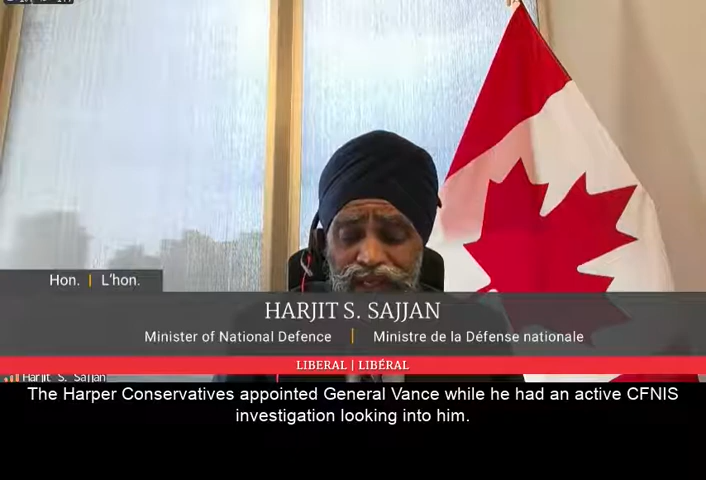 Hon. | L'hon.
HARJIT S. SAJJAN
Minister of National Defence | Ministre de la Défense nationale
LIBERAL | LIBÉRAL
Harjit S. Sajjan
The Harper Conservatives appointed General Vance while he had an active CFNIS
investigation looking into him.